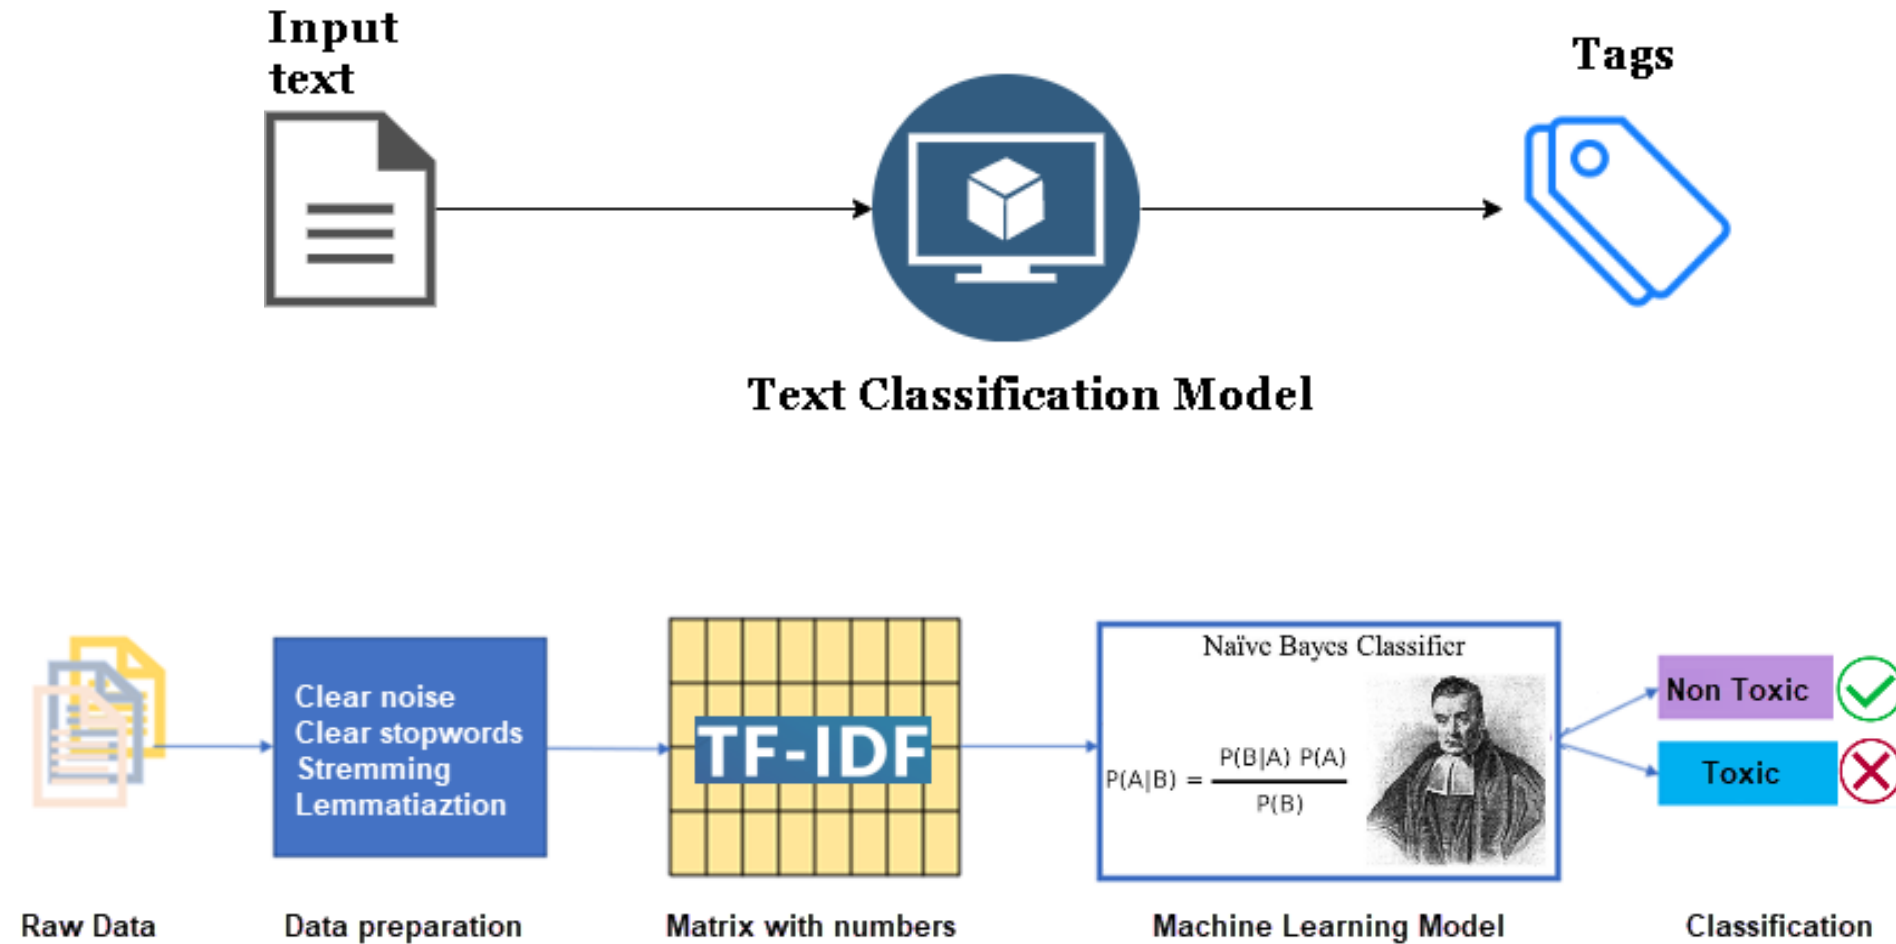 Input
text
Tags
Text Classification Model
Clear noise
Clear stopwords
Stremming
Lemmatiaztion
TF-IDF
Naïve Bayes Classifier
P(A|B) = P(B|A) P(A)
P(B)
Non Toxic
Toxic
Raw Data
Data preparation
Matrix with numbers
Machine Learning Model
Classification